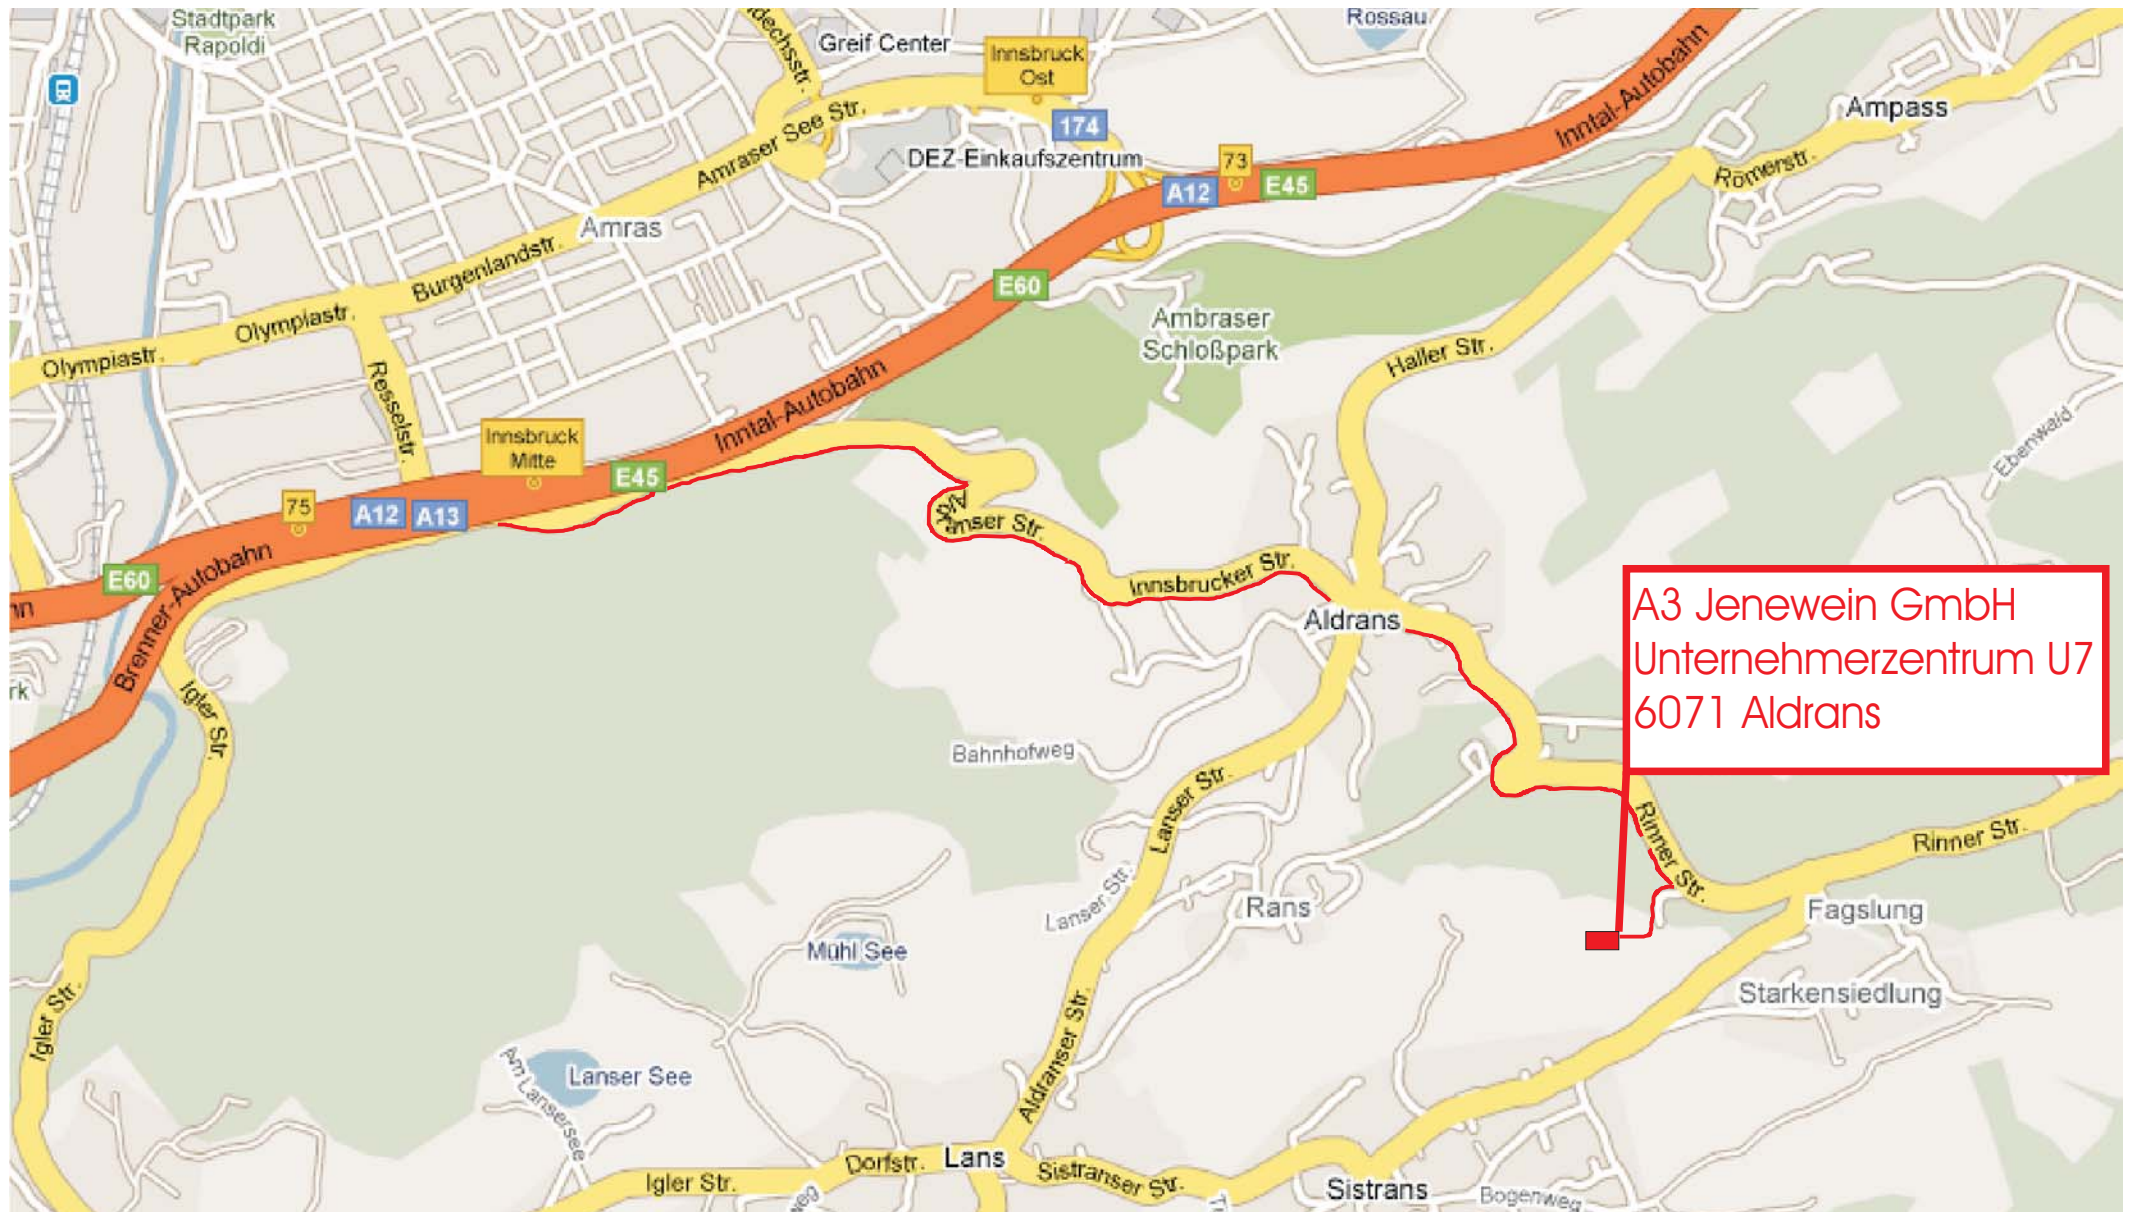 Stadtpark
Rapoldi
Greif Center
Innsbruck
Ost
Rossau
Inntal-Autobahn
Ampass
174
Amraser See Str.
DEZ-Einkaufszentrum
73
A12
E45
Römerstr.
Amras
Burgenlandstr.
E60
Olympiastr.
Olympiastr.
Ambraser
Schloßpark
Haller Str.
Resselstr.
Inntal-Autobahn
Innsbruck
Mitte
E45
75
A12
A13
Ebenwald
E60
Brenner-Autobahn
Innsbrucker Str.
Aldrans
A3 Jenewein GmbH
Unternehmerzentrum U7
6071 Aldrans
Igler Str.
Bahnhofweg
Lanser Str.
Rinner Str.
Rinner Str.
Lanser Str.
Rans
Fagslung
Mühl See
Starkensiedlung
Igler Str.
Aldranser Str.
Am Lansersee
Lanser See
Dorfstr.
Lans
Sistranser Str.
Igler Str.
Sistrans
Bogenweg